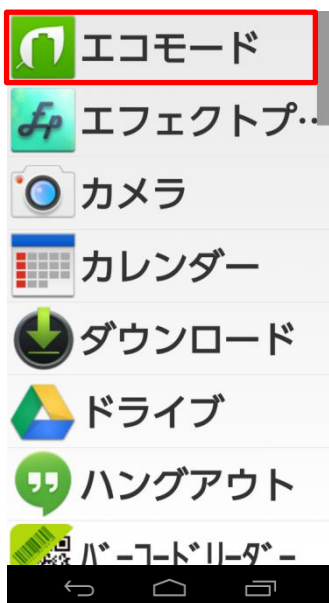 エコモード
Ep エフェクトプ…
カメラ
カレンダー
ダウンロード
ドライブ
ハングアウト
ﾊﾞｰｺｰﾄﾞﾘｰﾀﾞｰ